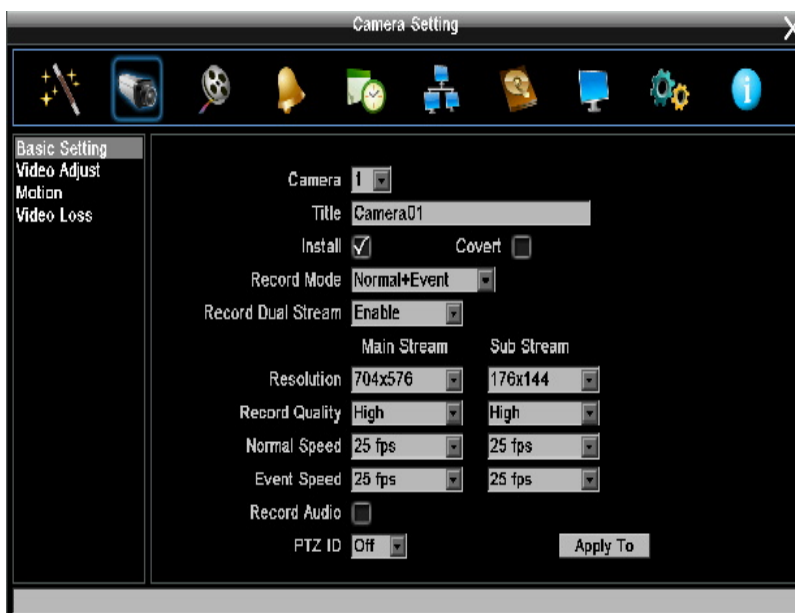 Camera Setting
X
i
Basic Setting
Video Adjust
Motion
Video Loss
Camera 1
Title Camera01
Install Covert
Record Mode Normal+Event
Record Dual Stream Enable
Main Stream Sub Stream
Resolution 704x576 176x144
Record Quality High High
Normal Speed 25 fps 25 fps
Event Speed 25 fps 25 fps
Record Audio
PTZ ID Off Apply To